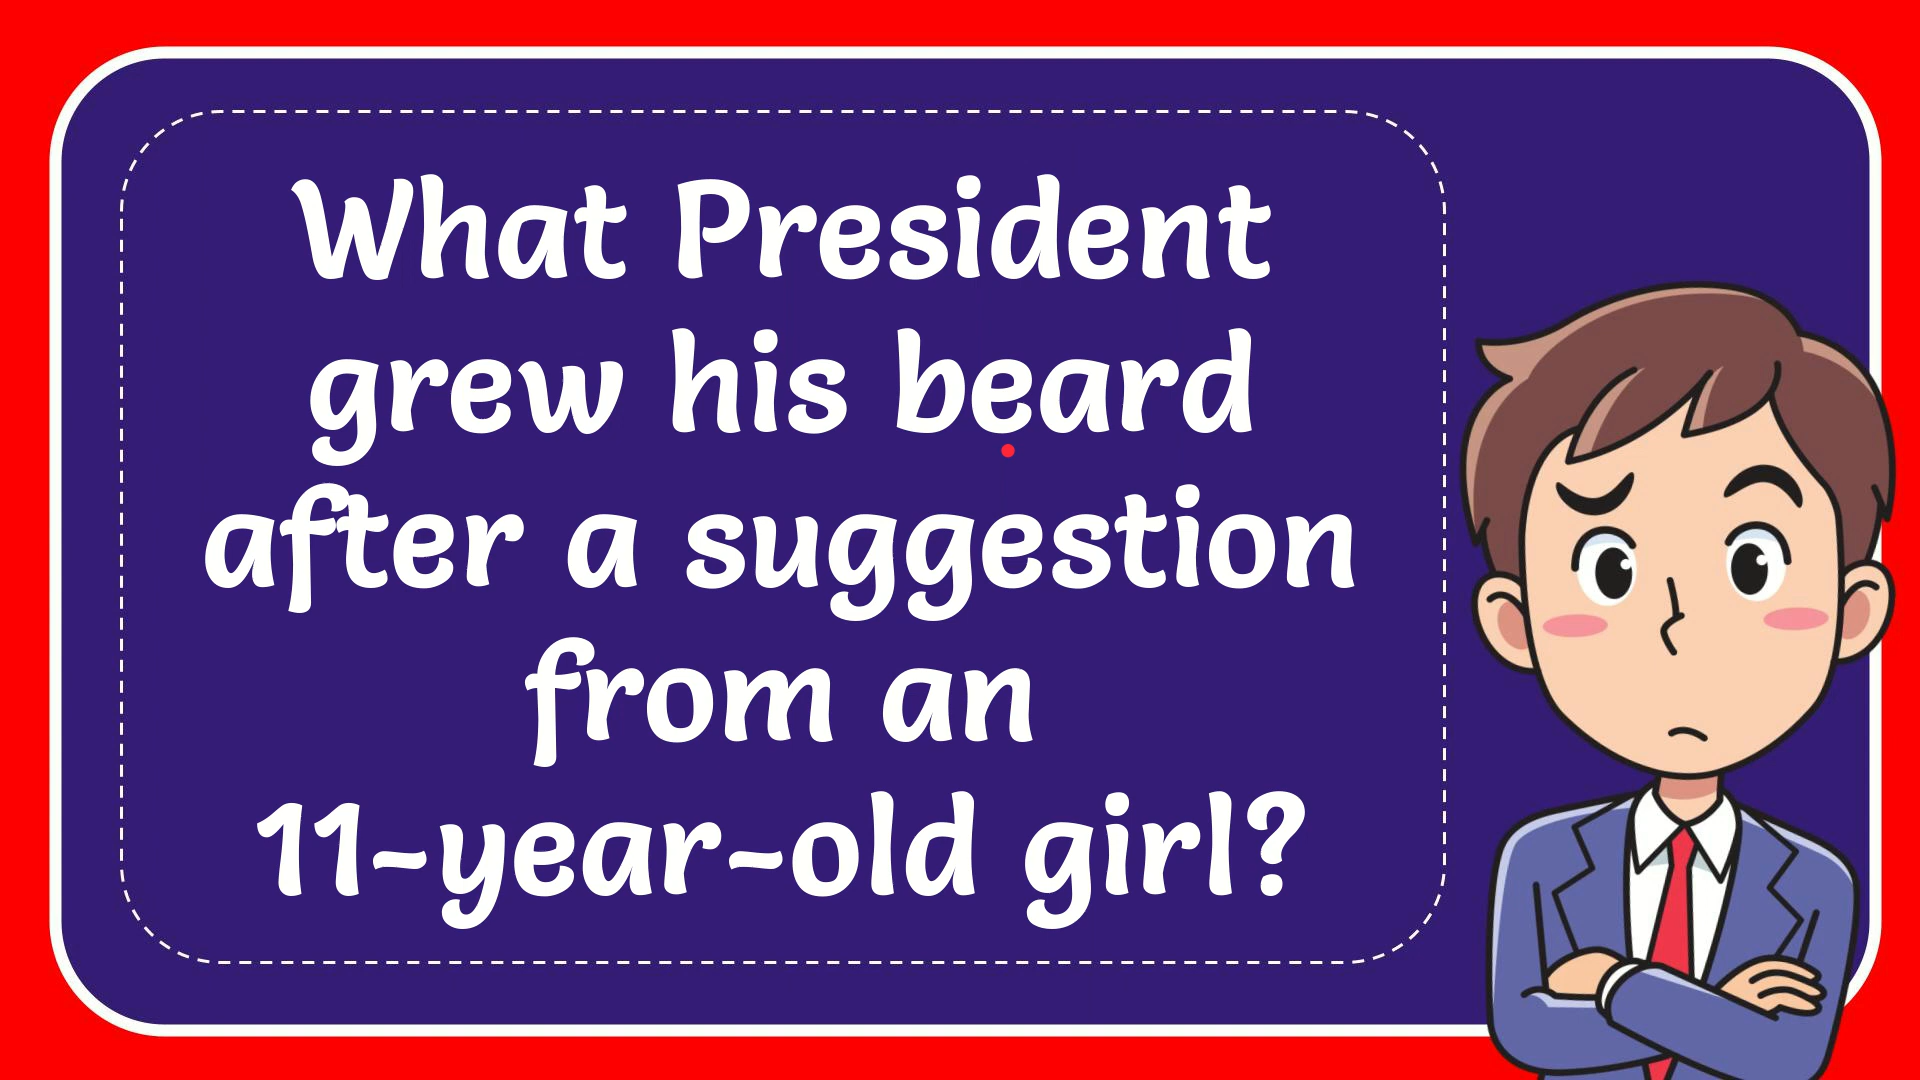 What President
grew his beard
after a suggestion
from an
11-year-old girl?